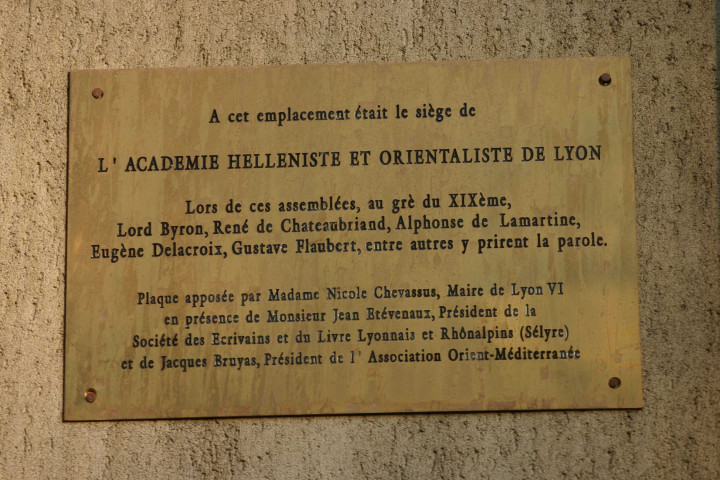 A cet emplacement était le siège de
L' ACADEMIE HELLENISTE ET ORIENTALISTE DE LYON
Lors de ces assemblées, au grè du XIXème,
Lord Byron, René de Chateaubriand, Alphonse de Lamartine,
Eugène Delacroix, Gustave Flaubert, entre autres y prirent la parole.
Plaque apposée par Madame Nicole Chevassus, Maire de Lyon VI
en présence de Monsieur Jean Etévenaux, Président de la
Société des Ecrivains et du Livre Lyonnais et Rhônalpins (Sélyre)
et de Jacques Bruyas, Président de l' Association Orient-Méditerranée